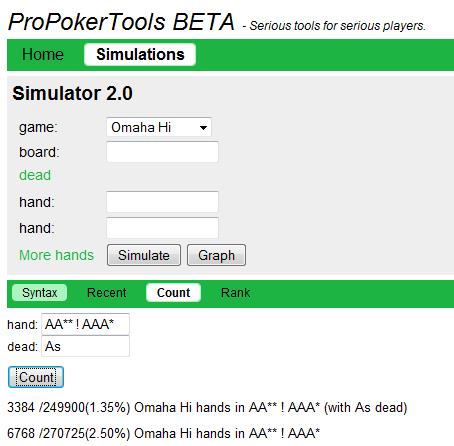 ProPokerTools BETA - Serious tools for serious players.
Home Simulations
Simulator 2.0
game: Omaha Hi
board:
dead
hand:
hand:
More hands Simulate Graph
Syntax Recent Count Rank
hand: AA** ! AAA*
dead: As
Count
3384 /249900(1.35%) Omaha Hi hands in AA** ! AAA* (with As dead)
6768 /270725(2.50%) Omaha Hi hands in AA** ! AAA*